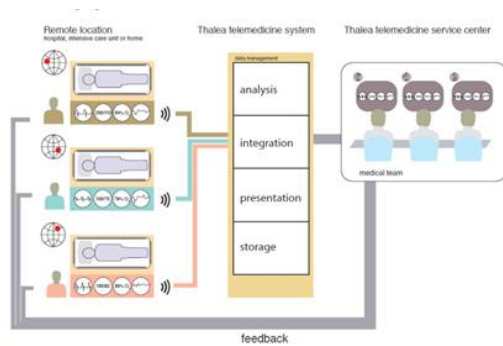 Remote location
hospital, intensive care unit or home
Thalea telemedicine system
Thalea telemedicine service center
data management
analysis
integration
presentation
storage
medical team
feedback